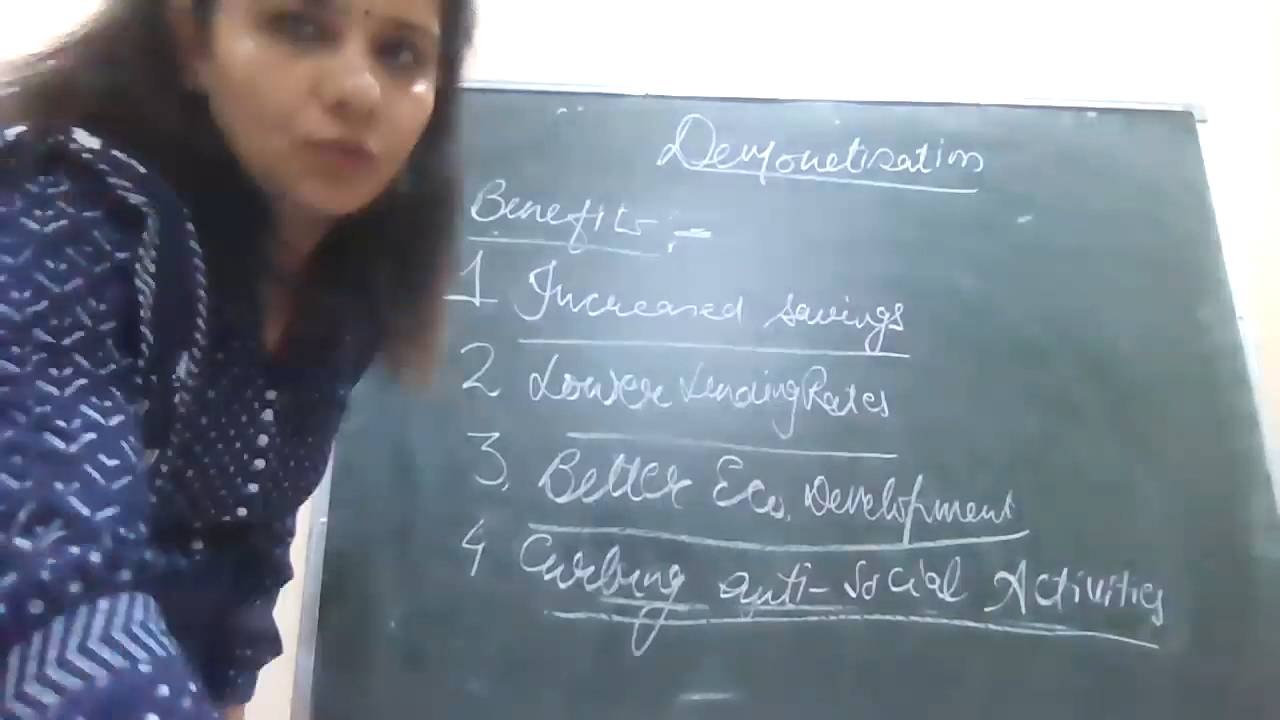 Demonetisation
Benefits :-
1 Increased savings
2 Lower Lending Rates
3. Better Eco. Development
4 Curbing anti-social Activities